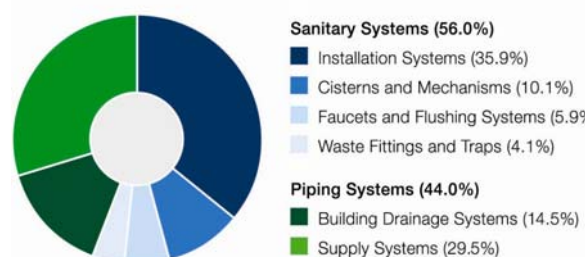 Sanitary Systems (56.0%)
Installation Systems (35.9%)
Cisterns and Mechanisms (10.1%)
Faucets and Flushing Systems (5.9%
Waste Fittings and Traps (4.1%)
Piping Systems (44.0%)
Building Drainage Systems (14.5%)
Supply Systems (29.5%)